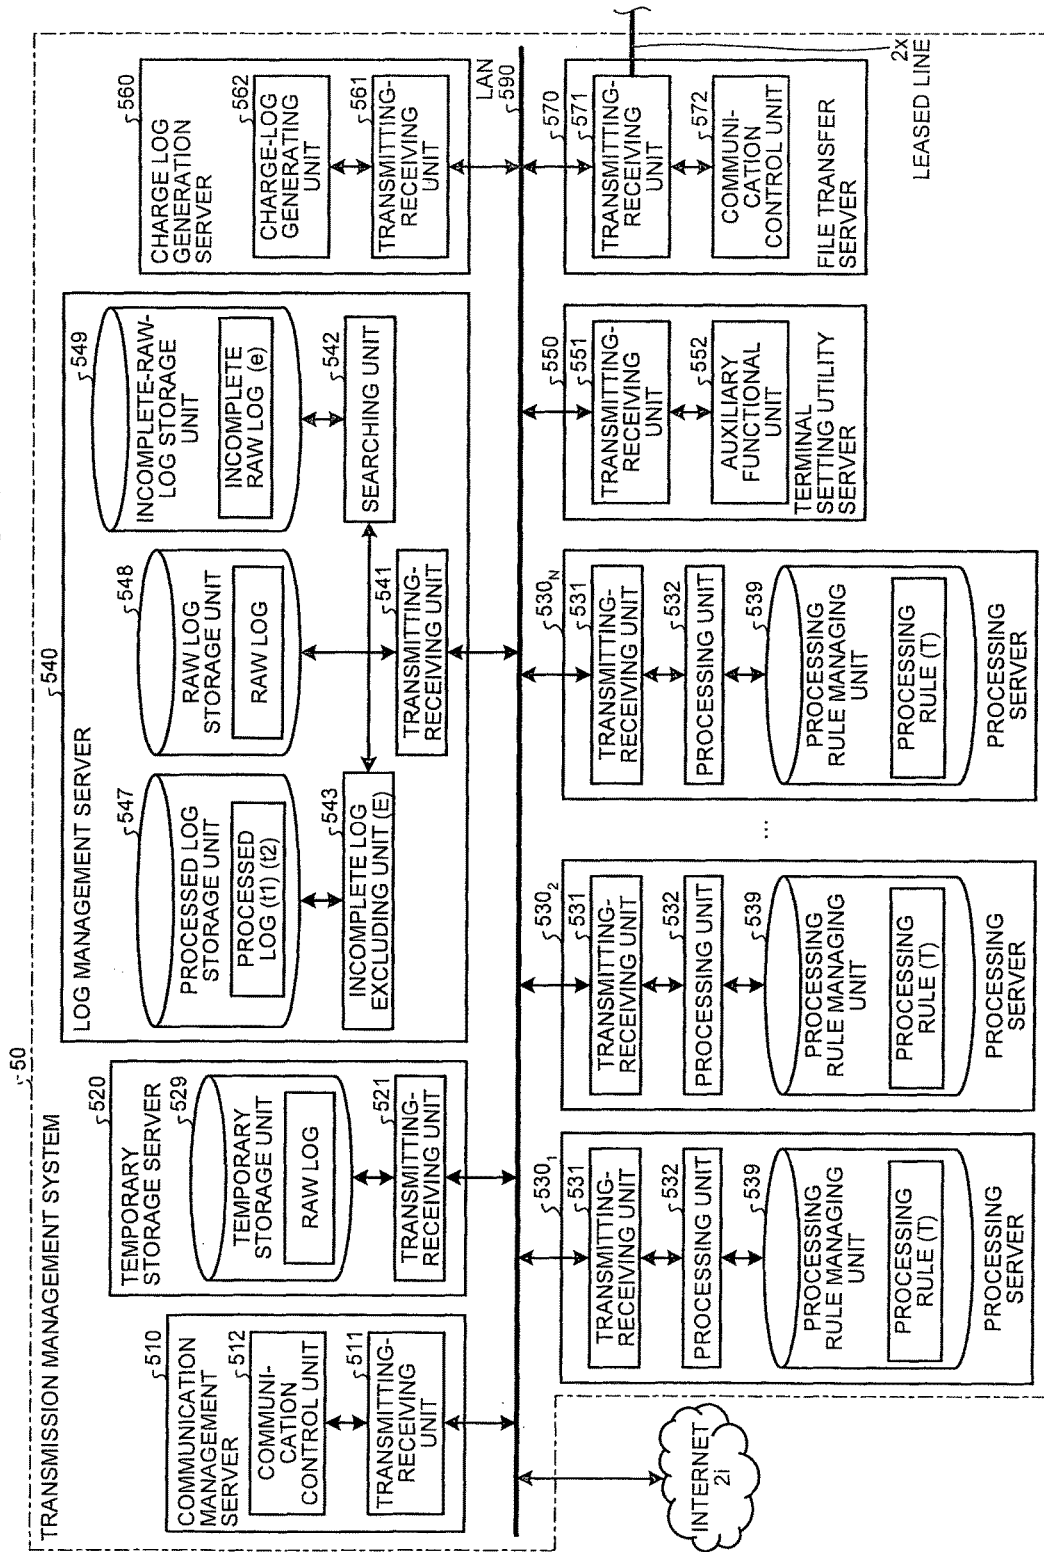 TRANSMISSION MANAGEMENT SYSTEM
50
COMMUNICATION
MANAGEMENT
SERVER
510
512
COMMUNI-
CATION
CONTROL UNIT
511
TRANSMITTING-
RECEIVING
UNIT
TEMPORARY
STORAGE SERVER
520
529
TEMPORARY
STORAGE UNIT
RAW LOG
521
TRANSMITTING-
RECEIVING UNIT
LOG MANAGEMENT SERVER
540
547
PROCESSED LOG
STORAGE UNIT
PROCESSED
LOG (t1) (t2)
543
INCOMPLETE LOG
EXCLUDING UNIT (E)
548
RAW LOG
STORAGE UNIT
RAW LOG
541
TRANSMITTING-
RECEIVING UNIT
549
INCOMPLETE-RAW-
LOG STORAGE
UNIT
INCOMPLETE
RAW LOG (e)
542
SEARCHING UNIT
CHARGE LOG
GENERATION
SERVER
560
562
CHARGE-LOG
GENERATING
UNIT
561
TRANSMITTING-
RECEIVING
UNIT
LAN
590
INTERNET
2i
530₁
531
TRANSMITTING-
RECEIVING UNIT
532
PROCESSING UNIT
539
PROCESSING
RULE MANAGING
UNIT
PROCESSING
RULE (T)
PROCESSING
SERVER
530₂
531
TRANSMITTING-
RECEIVING UNIT
532
PROCESSING UNIT
539
PROCESSING
RULE MANAGING
UNIT
PROCESSING
RULE (T)
PROCESSING
SERVER
...
530N
531
TRANSMITTING-
RECEIVING UNIT
532
PROCESSING UNIT
539
PROCESSING
RULE MANAGING
UNIT
PROCESSING
RULE (T)
PROCESSING
SERVER
550
551
TRANSMITTING-
RECEIVING
UNIT
552
AUXILIARY
FUNCTIONAL
UNIT
TERMINAL
SETTING UTILITY
SERVER
570
571
TRANSMITTING-
RECEIVING
UNIT
572
COMMUNI-
CATION
CONTROL UNIT
FILE TRANSFER
SERVER
2x
LEASED LINE